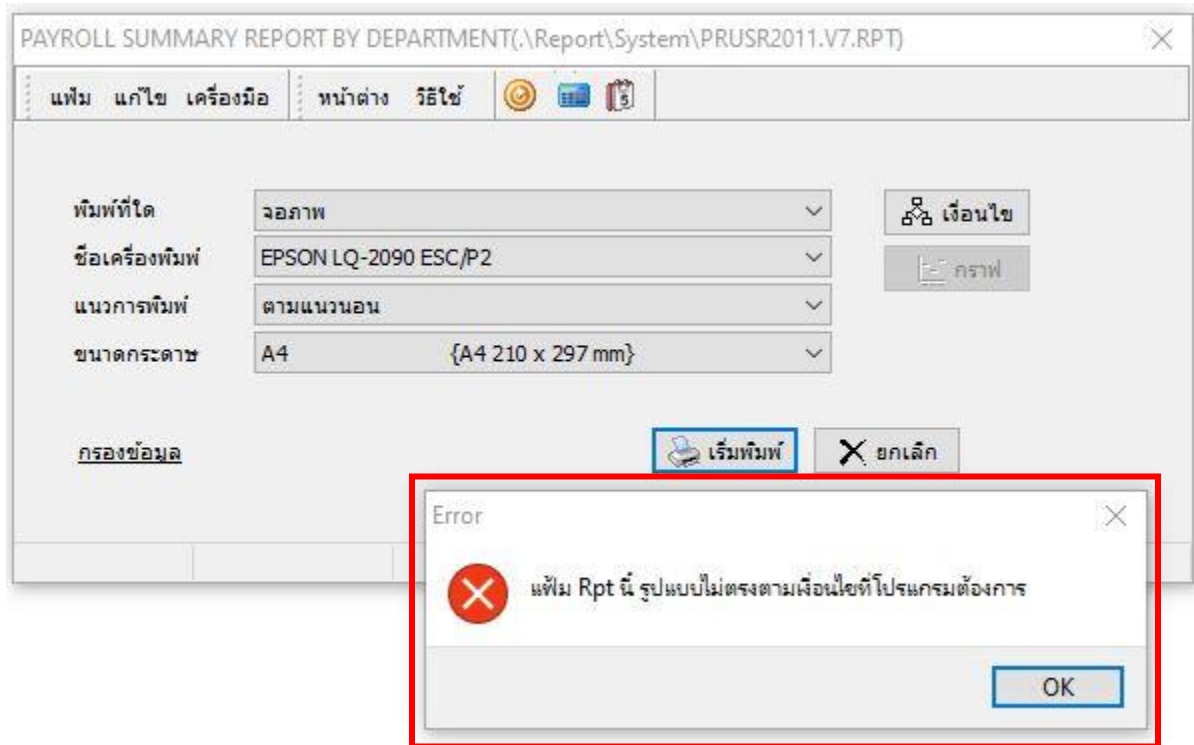 PAYROLL SUMMARY REPORT BY DEPARTMENT(.\Report\System\PRUSR2011.V7.RPT)
แฟ้ม แก้ไข เครื่องมือ หน้าต่าง วิธีใช้ 5
พิมพ์ที่ใด จอภาพ เงื่อนไข
ชื่อเครื่องพิมพ์ EPSON LQ-2090 ESC/P2 กราฟ
แนวการพิมพ์ ตามแนวนอน
ขนาดกระดาษ A4 {A4 210 x 297 mm}
กรองข้อมูล เริ่มพิมพ์ ยกเลิก
Error
แฟ้ม Rpt นี้ รูปแบบไม่ตรงตามเงื่อนไขที่โปรแกรมต้องการ
OK